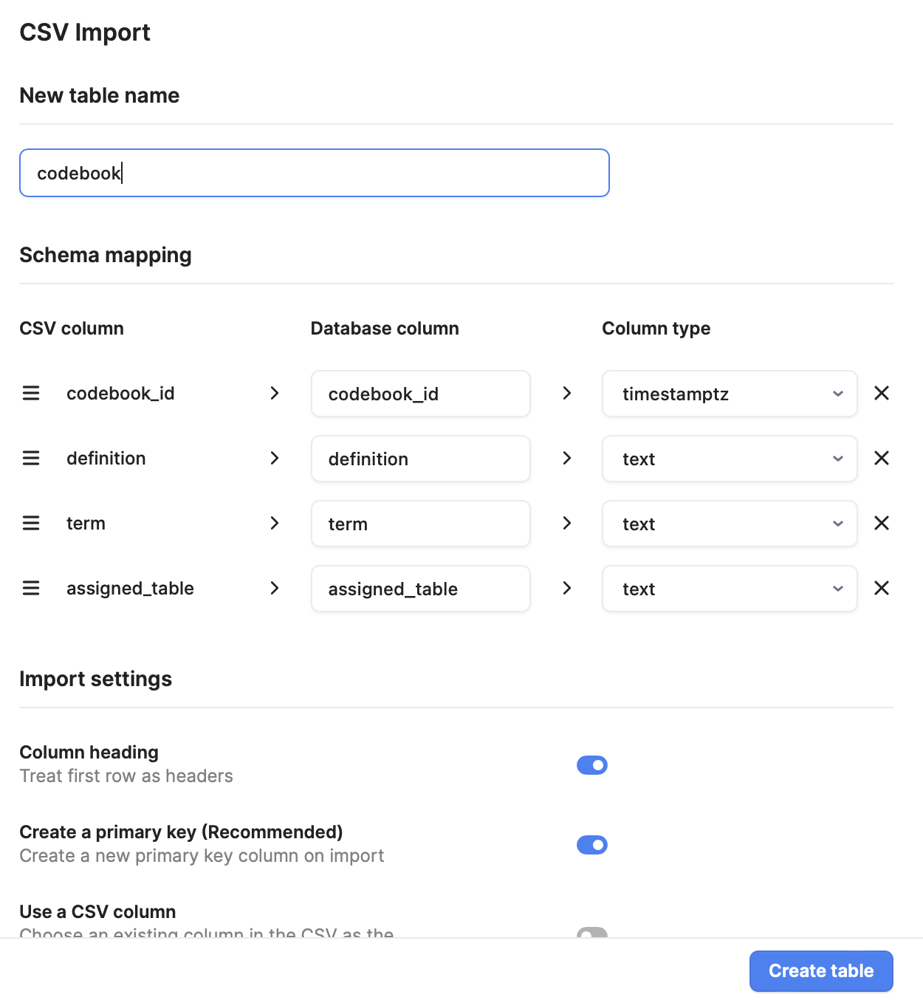 CSV Import
New table name
codebook
Schema mapping
CSV column Database column Column type
codebook_id codebook_id timestamptz
definition definition text
term term text
assigned_table assigned_table text
Import settings
Column heading
Treat first row as headers
Create a primary key (Recommended)
Create a new primary key column on import
Use a CSV column
Choose an existing column in the CSV as the
Create table